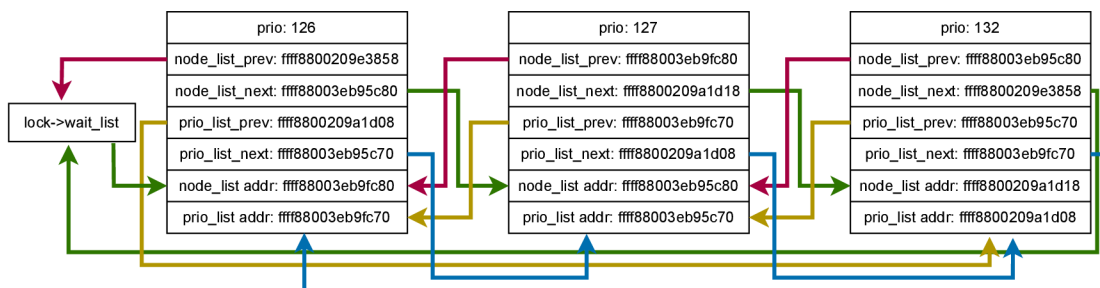 prio: 126
node_list_prev: ffff8800209e3858
node_list_next: ffff88003eb95c80
prio_list_prev: ffff8800209a1d08
prio_list_next: ffff88003eb95c70
node_list addr: ffff88003eb9fc80
prio_list addr: ffff88003eb9fc70
lock->wait_list
prio: 127
node_list_prev: ffff88003eb9fc80
node_list_next: ffff8800209a1d18
prio_list_prev: ffff88003eb9fc70
prio_list_next: ffff8800209a1d08
node_list addr: ffff88003eb95c80
prio_list addr: ffff88003eb95c70
prio: 132
node_list_prev: ffff88003eb95c80
node_list_next: ffff8800209e3858
prio_list_prev: ffff88003eb95c70
prio_list_next: ffff88003eb9fc70
node_list addr: ffff8800209a1d18
prio_list addr: ffff8800209a1d08